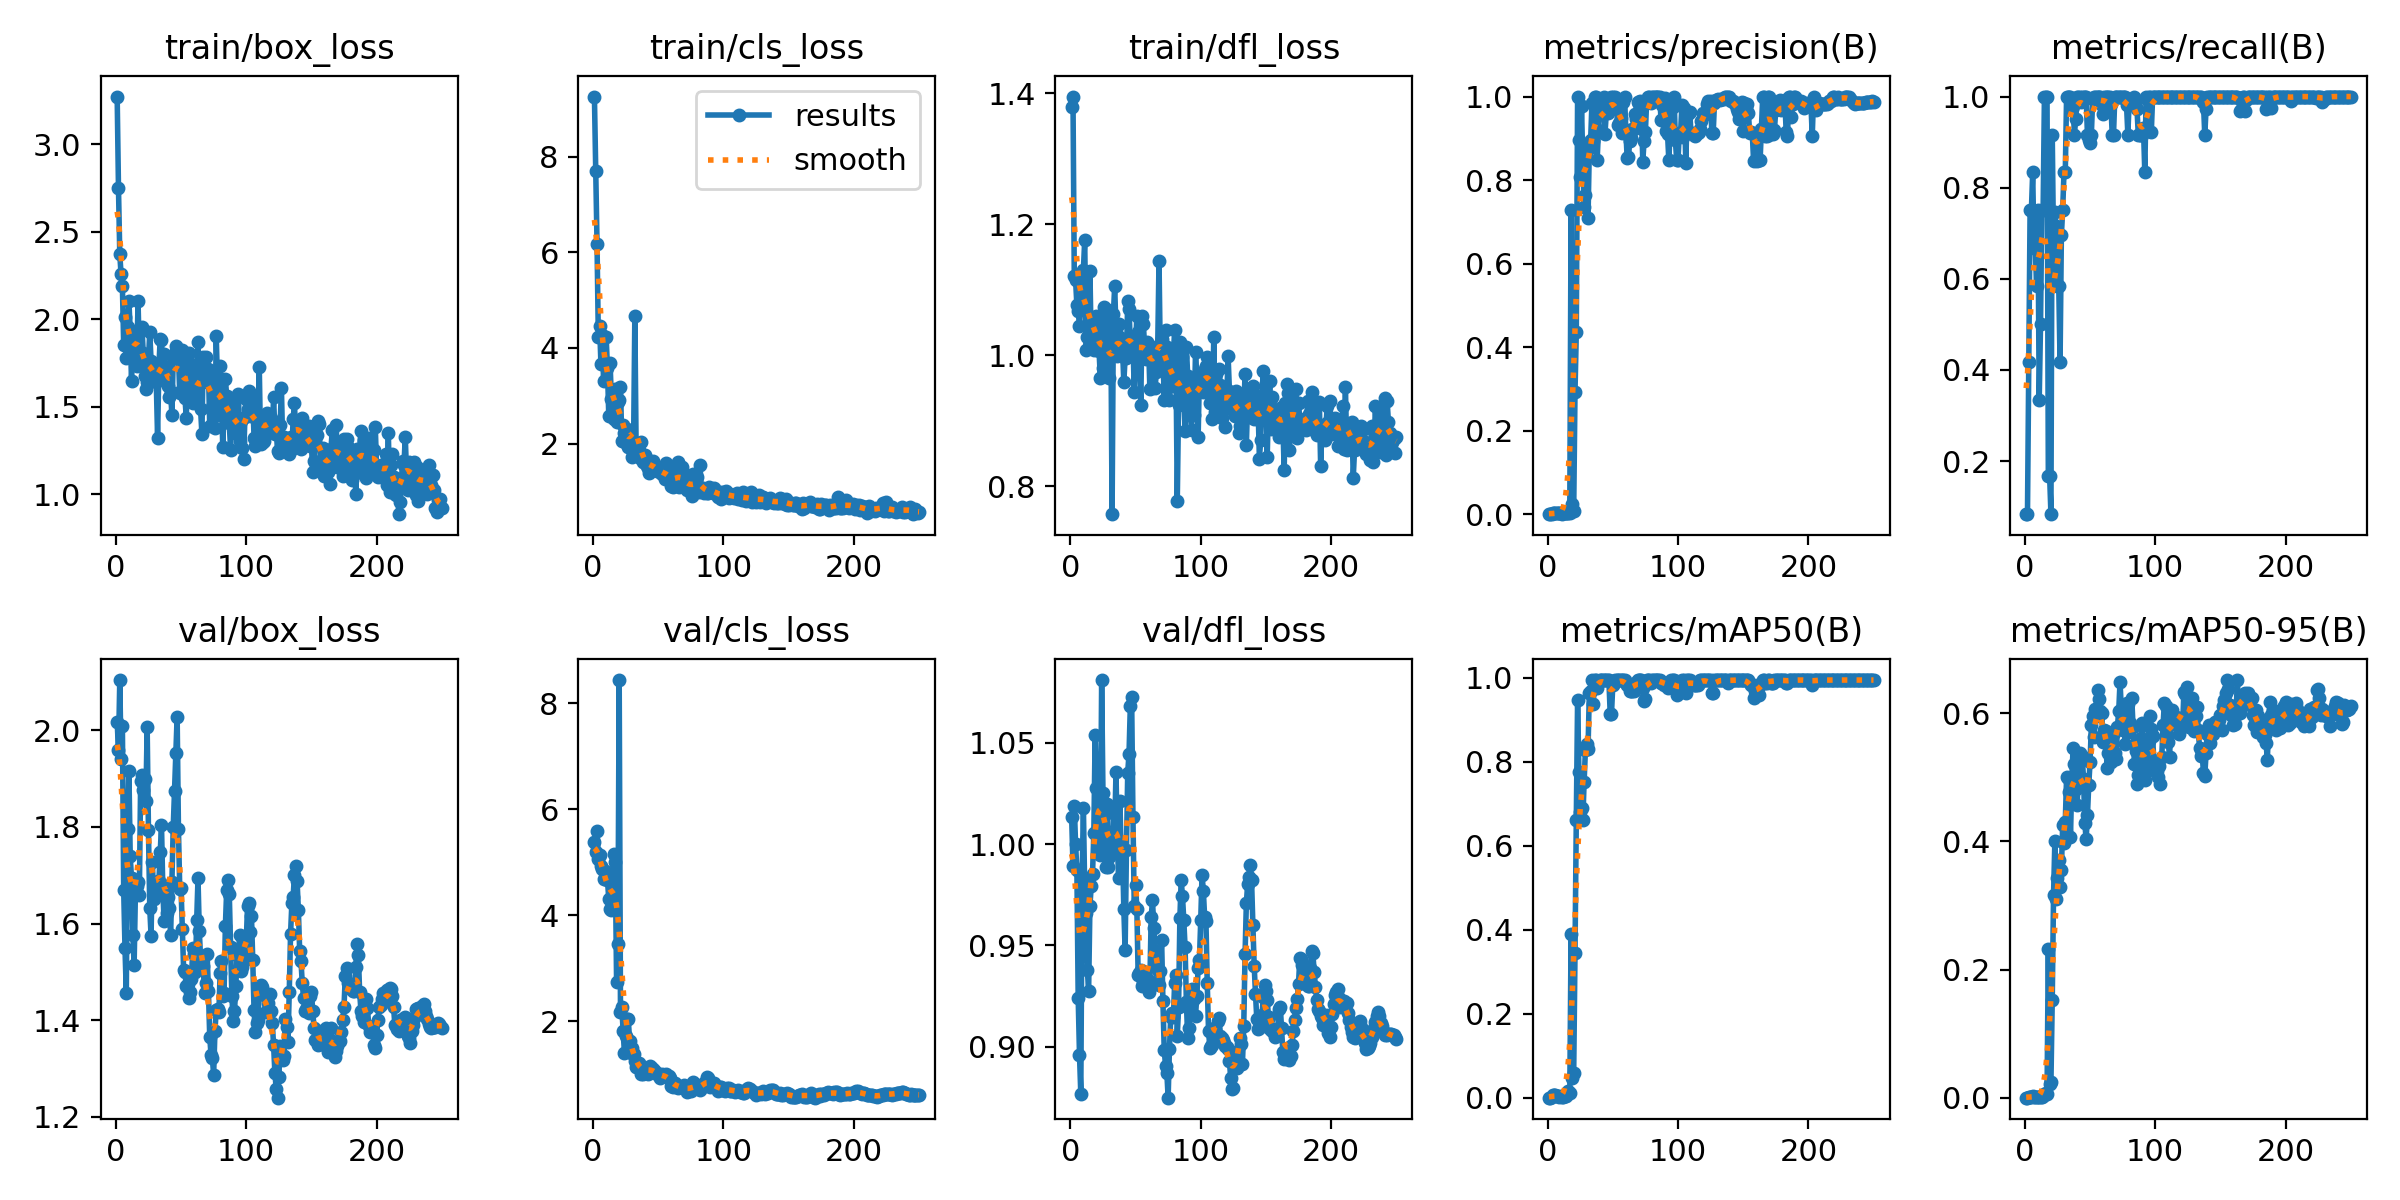 train/box_loss
3.0
2.5
2.0
1.5
1.0
0 100 200
train/cls_loss
results
smooth
8
6
4
2
0 100 200
train/dfl_loss
1.4
1.2
1.0
0.8
0 100 200
metrics/precision(B)
1.0
0.8
0.6
0.4
0.2
0.0
0 100 200
metrics/recall(B)
1.0
0.8
0.6
0.4
0.2
0 100 200
val/box_loss
2.0
1.8
1.6
1.4
1.2
0 100 200
val/cls_loss
8
6
4
2
0 100 200
val/dfl_loss
1.05
1.00
0.95
0.90
0 100 200
metrics/mAP50(B)
1.0
0.8
0.6
0.4
0.2
0.0
0 100 200
metrics/mAP50-95(B)
0.6
0.4
0.2
0.0
0 100 200